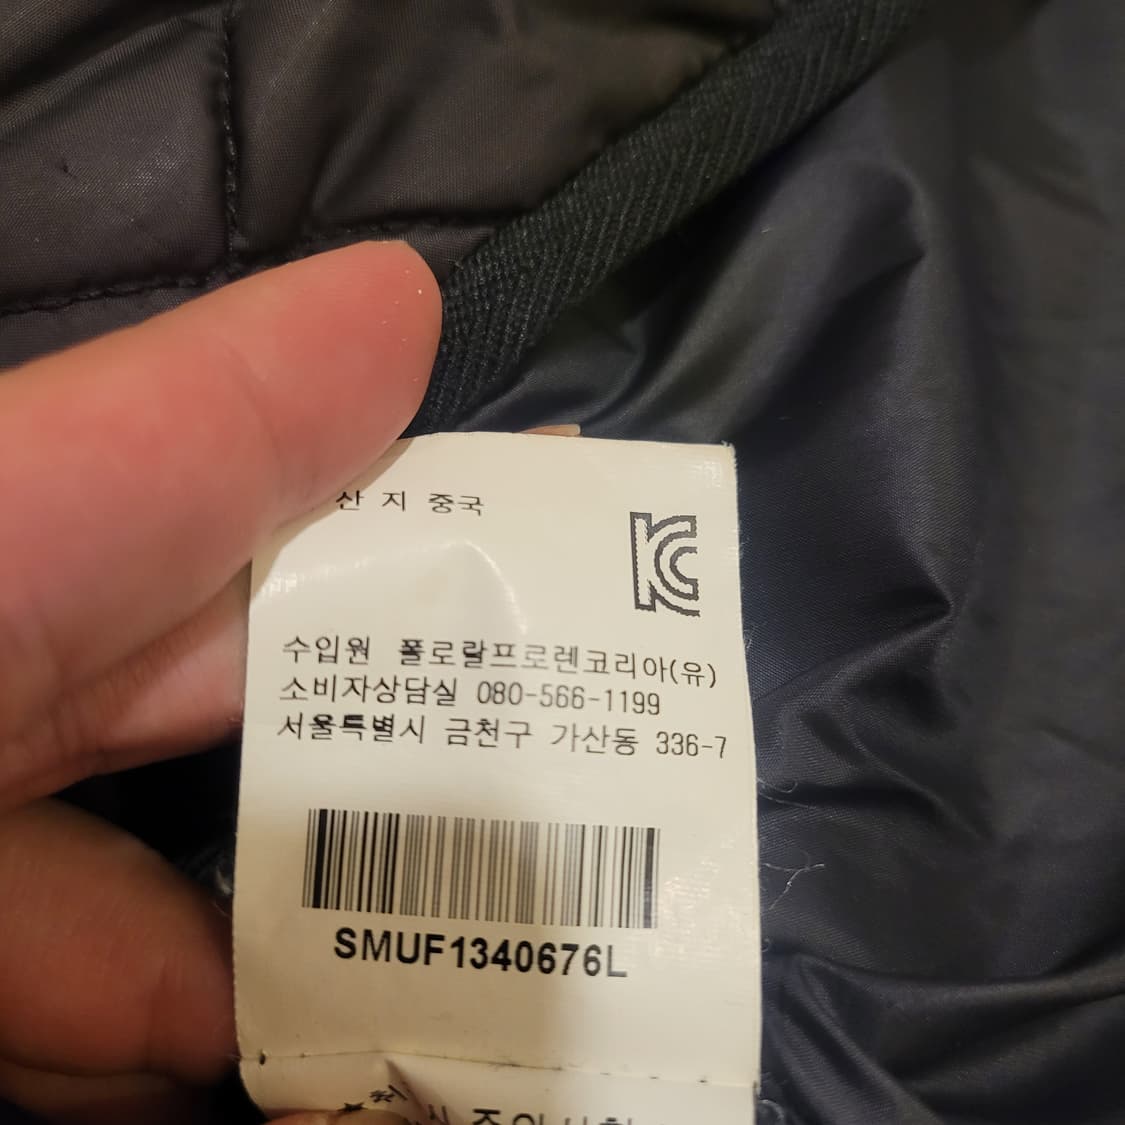 산 지 중국
KC
수입원 폴로랄프로렌코리아(유)
소비자상담실 080-566-1199
서울특별시 금천구 가산동 336-7
SMUF1340676L